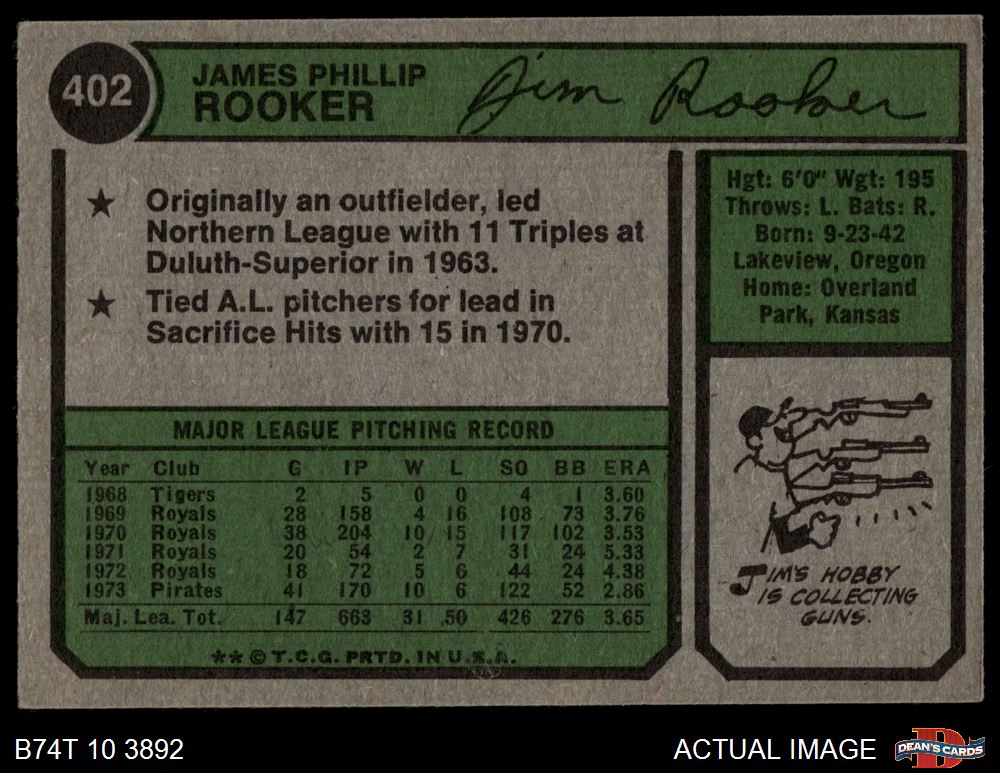 402
JAMES PHILLIP
ROOKER
Jim Rooker
★ Originally an outfielder, led
Northern League with 11 Triples at
Duluth-Superior in 1963.
★ Tied A.L. pitchers for lead in
Sacrifice Hits with 15 in 1970.
Hgt: 6'0" Wgt: 195
Throws: L. Bats: R.
Born: 9-23-42
Lakeview, Oregon
Home: Overland
Park, Kansas
MAJOR LEAGUE PITCHING RECORD
Year Club G IP W L SO BB ERA
1968 Tigers 2 5 0 0 4 1 3.60
1969 Royals 28 158 4 16 108 73 3.76
1970 Royals 38 204 10 15 117 102 3.53
1971 Royals 20 54 2 7 31 24 5.33
1972 Royals 18 72 5 6 44 24 4.38
1973 Pirates 41 170 10 6 122 52 2.86
Maj. Lea. Tot. 147 663 31 50 426 276 3.65
**©T.C.G. PRTD. IN U.S.A.
JIM'S HOBBY
IS COLLECTING
GUNS.
B74T 10 3892
ACTUAL IMAGE
DEAN'S CARDS